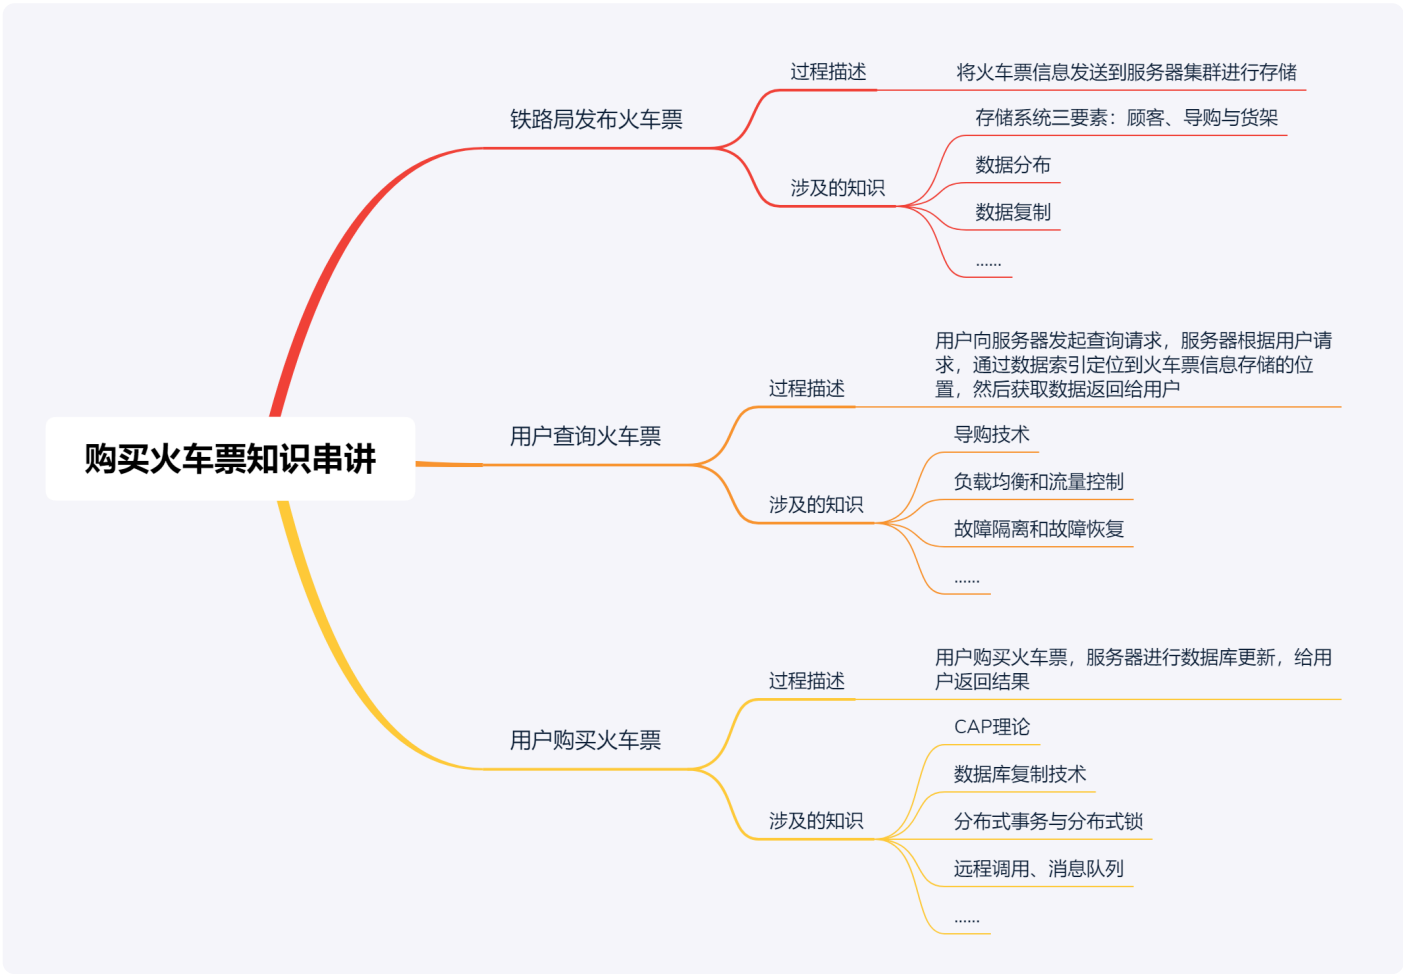 购买火车票知识串讲
铁路局发布火车票
过程描述
将火车票信息发送到服务器集群进行存储
涉及的知识
存储系统三要素：顾客、导购与货架
数据分布
数据复制
......
用户查询火车票
过程描述
用户向服务器发起查询请求，服务器根据用户请
求，通过数据索引定位到火车票信息存储的位
置，然后获取数据返回给用户
涉及的知识
导购技术
负载均衡和流量控制
故障隔离和故障恢复
......
用户购买火车票
过程描述
用户购买火车票，服务器进行数据库更新，给用
户返回结果
涉及的知识
CAP理论
数据库复制技术
分布式事务与分布式锁
远程调用、消息队列
......